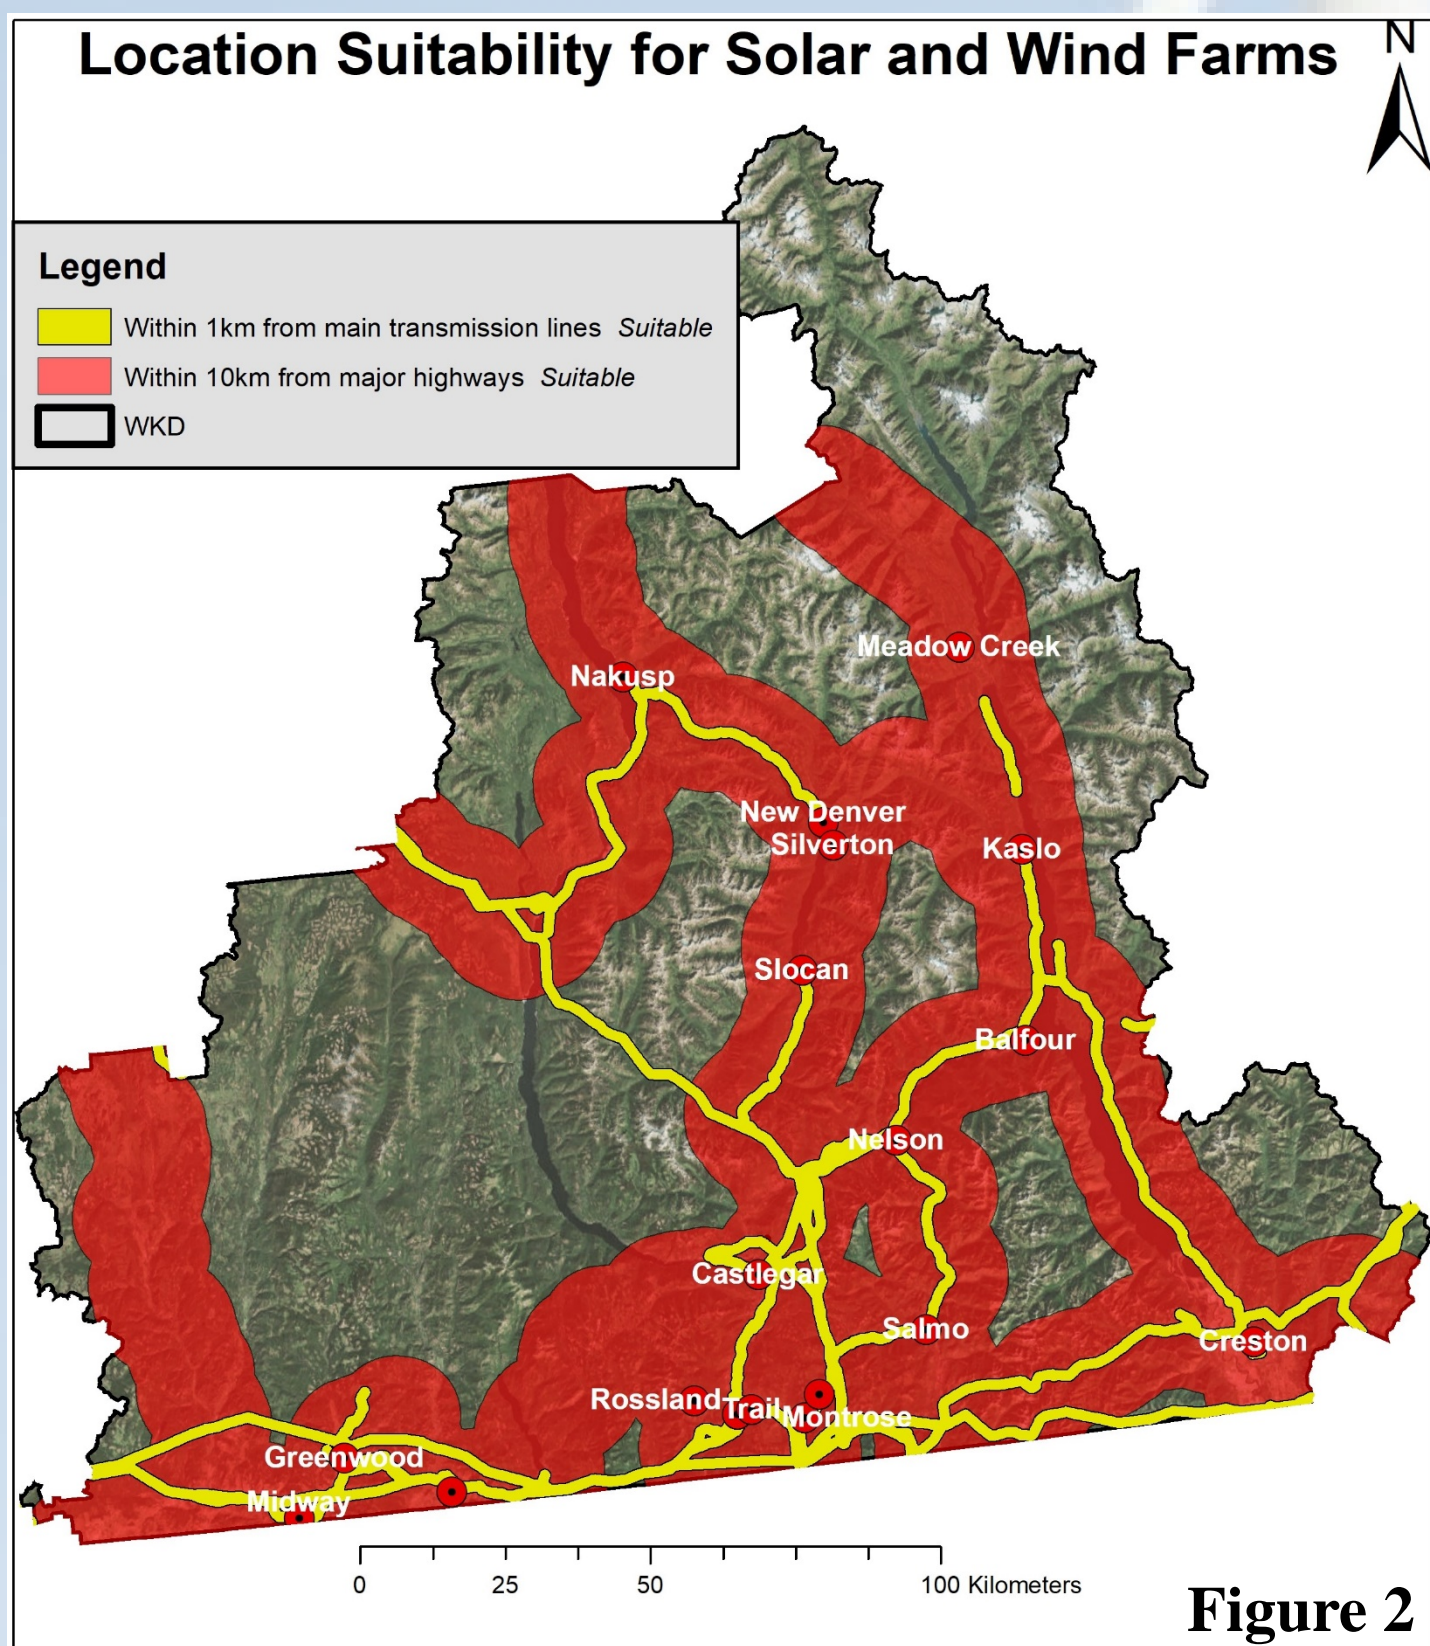 Location Suitability for Solar and Wind Farms
N
Legend
Within 1km from main transmission lines Suitable
Within 10km from major highways Suitable
WKD
Meadow Creek
Nakusp
New Denver
Silverton
Kaslo
Slocan
Balfour
Nelson
Castlegar
Salmo
Creston
Rossland
Trail
Montrose
Greenwood
Midway
0 25 50 100 Kilometers
Figure 2